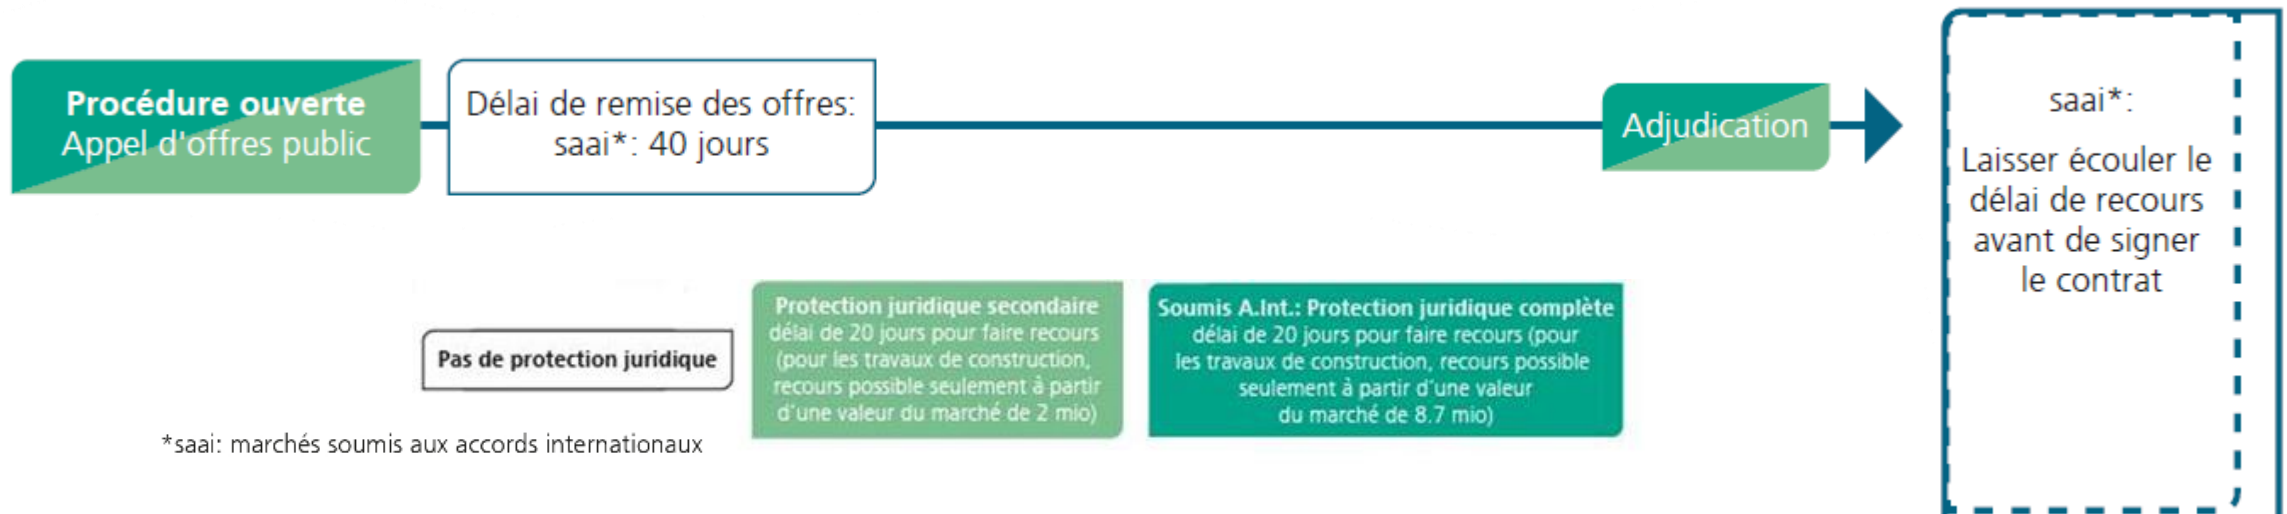 Procédure ouverte
Appel d'offres public
Délai de remise des offres:
saai*: 40 jours
Adjudication
saai*:
Laisser écouler le
délai de recours
avant de signer
le contrat
Pas de protection juridique
Protection juridique secondaire
délai de 20 jours pour faire recours
(pour les travaux de construction,
recours possible seulement à partir
d'une valeur du marché de 2 mio)
Soumis A.Int.: Protection juridique complète
délai de 20 jours pour faire recours (pour
les travaux de construction, recours possible
seulement à partir d'une valeur
du marché de 8.7 mio)
*saai: marchés soumis aux accords internationaux